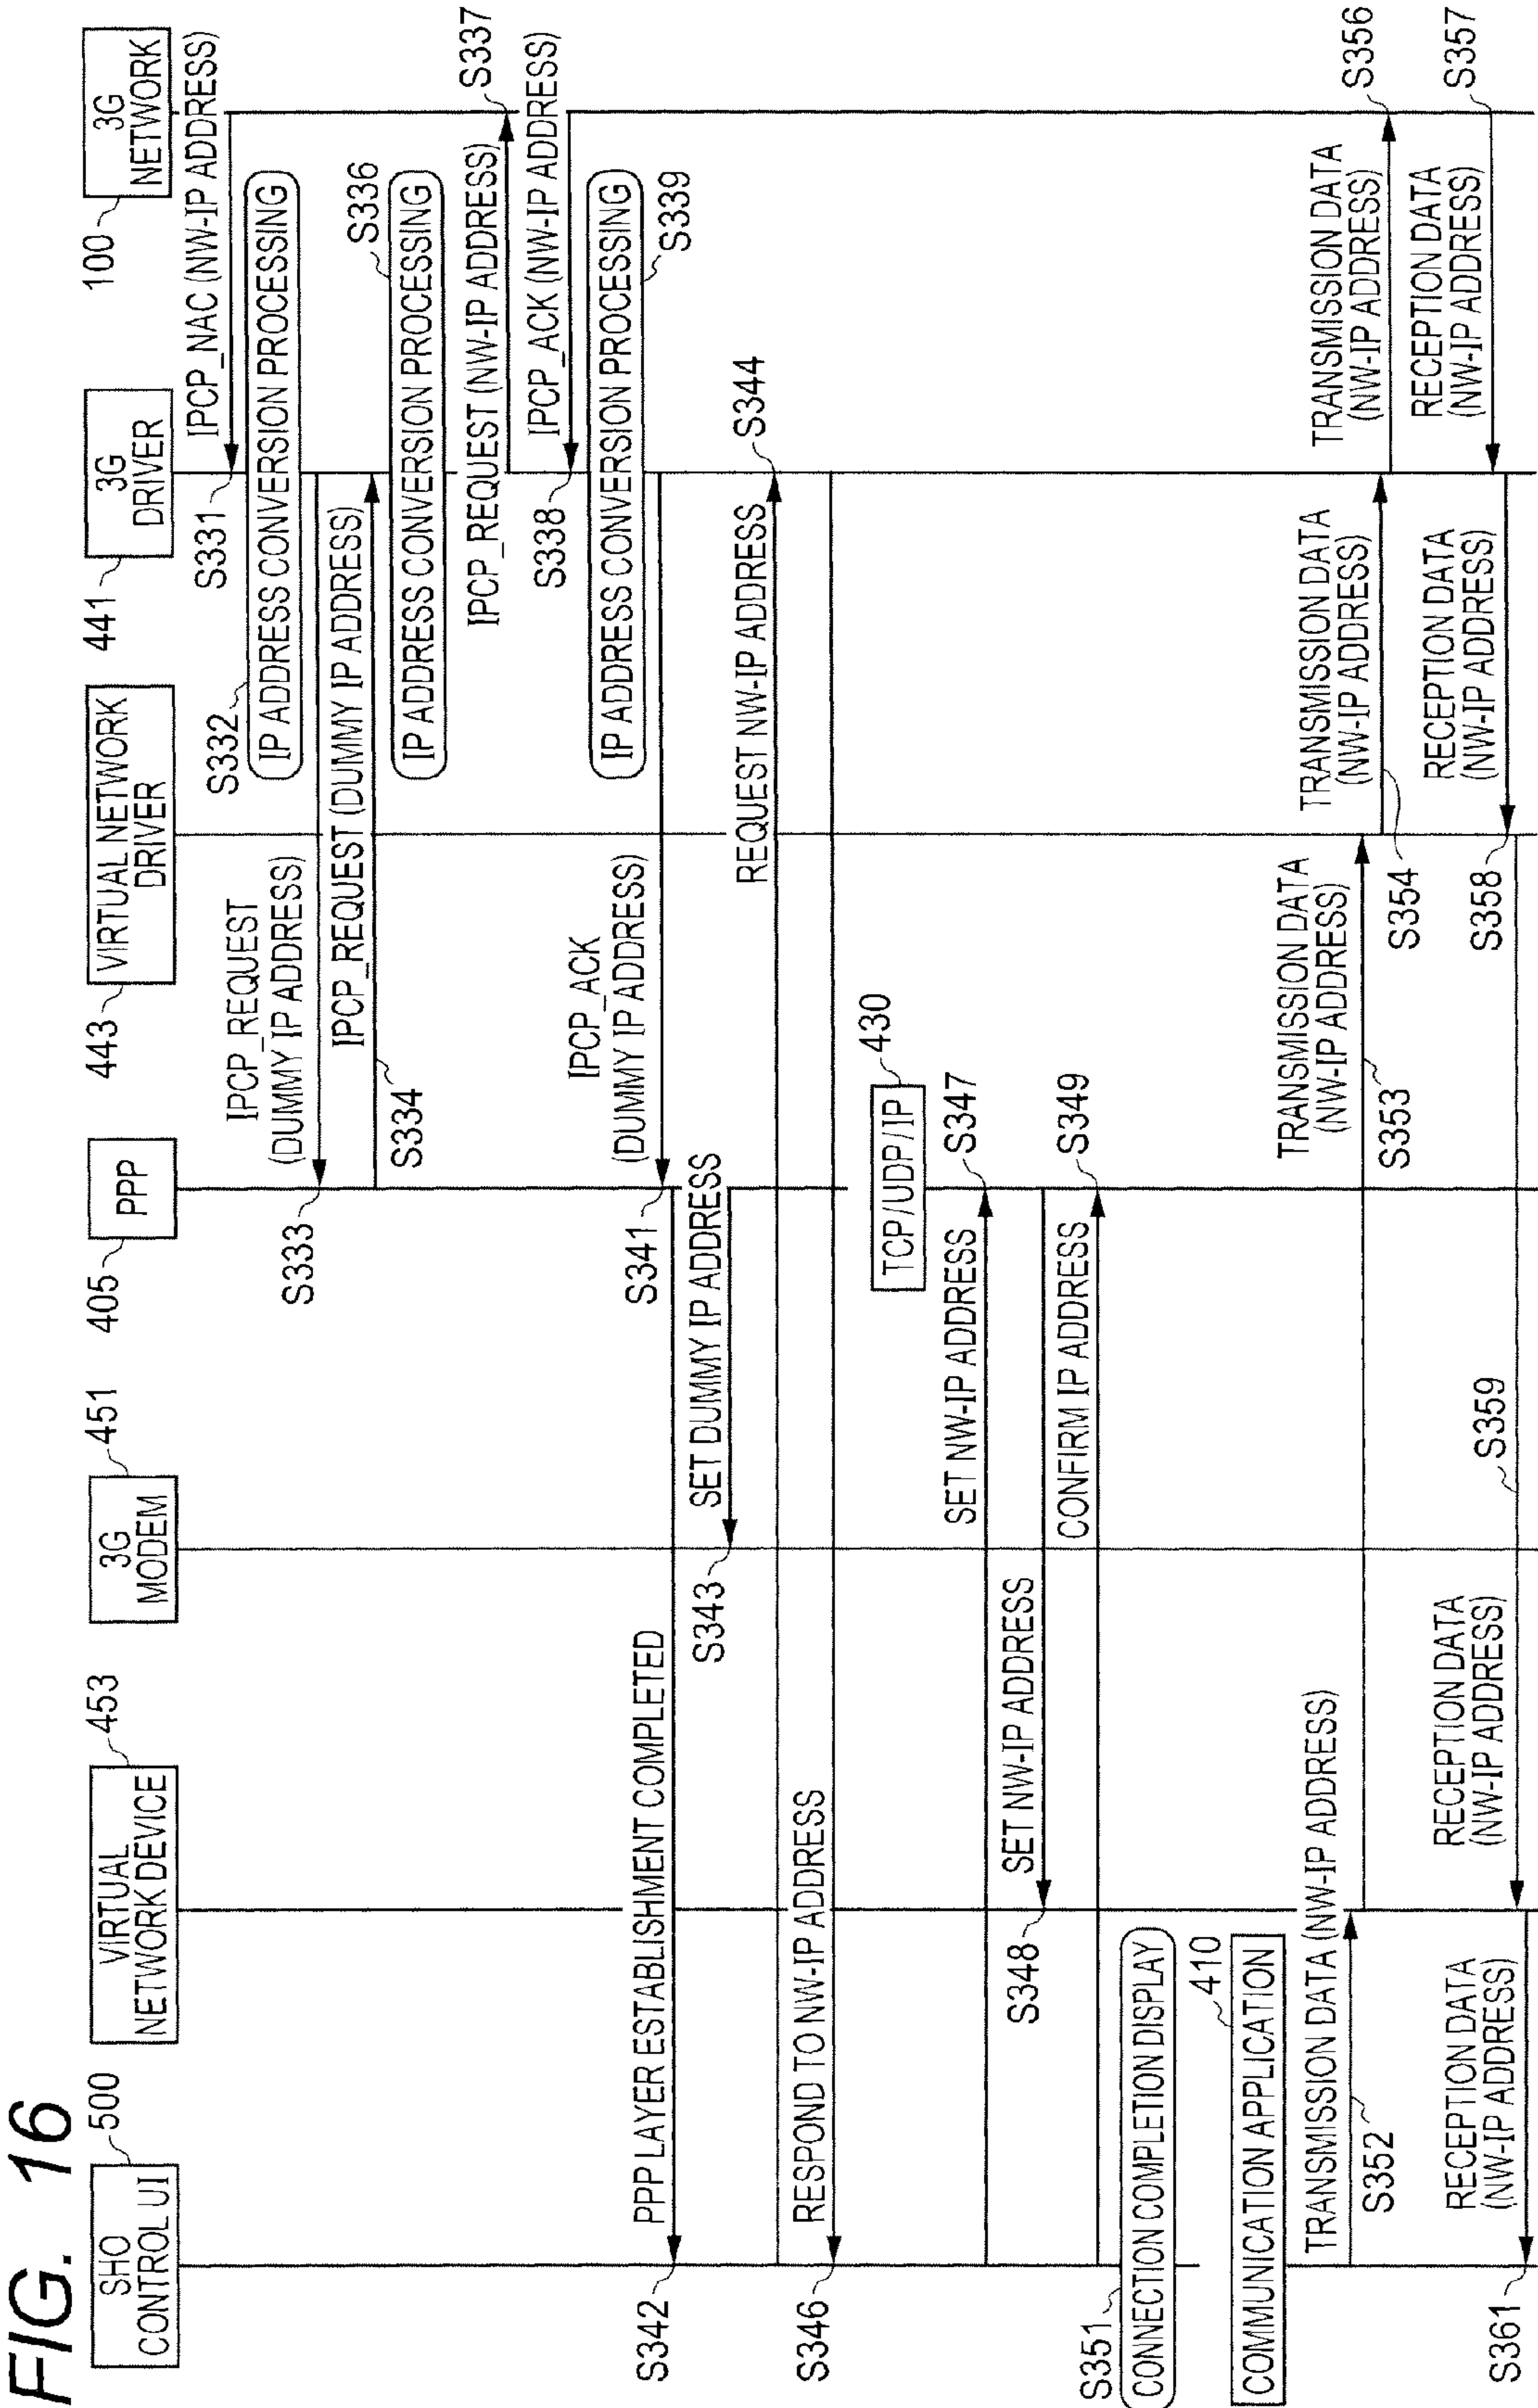 FIG. 16
SHO
CONTROL UI
500
VIRTUAL
NETWORK DEVICE
453
3G
MODEM
451
PPP
405
VIRTUAL NETWORK
DRIVER
443
3G
DRIVER
441
3G
NETWORK
100
IPCP_NAC (NW-IP ADDRESS)
S331
S332
IP ADDRESS CONVERSION PROCESSING
IPCP_REQUEST
(DUMMY IP ADDRESS)
S333
IPCP_REQUEST (DUMMY IP ADDRESS)
S334
S336
IP ADDRESS CONVERSION PROCESSING
IPCP_REQUEST (NW-IP ADDRESS)
S337
IPCP_ACK (NW-IP ADDRESS)
S338
IP ADDRESS CONVERSION PROCESSING
S339
IPCP_ACK
(DUMMY IP ADDRESS)
S341
PPP LAYER ESTABLISHMENT COMPLETED
S342
SET DUMMY IP ADDRESS
S343
REQUEST NW-IP ADDRESS
S344
RESPOND TO NW-IP ADDRESS
S346
TCP/UDP/IP
430
SET NW-IP ADDRESS
S347
SET NW-IP ADDRESS
S348
CONFIRM IP ADDRESS
S349
S351
CONNECTION COMPLETION DISPLAY
410
COMMUNICATION APPLICATION
TRANSMISSION DATA (NW-IP ADDRESS)
S352
TRANSMISSION DATA
(NW-IP ADDRESS)
S353
TRANSMISSION DATA
(NW-IP ADDRESS)
S354
TRANSMISSION DATA
(NW-IP ADDRESS)
S356
RECEPTION DATA
(NW-IP ADDRESS)
S357
RECEPTION DATA
(NW-IP ADDRESS)
S358
RECEPTION DATA
(NW-IP ADDRESS)
S359
RECEPTION DATA
(NW-IP ADDRESS)
S361